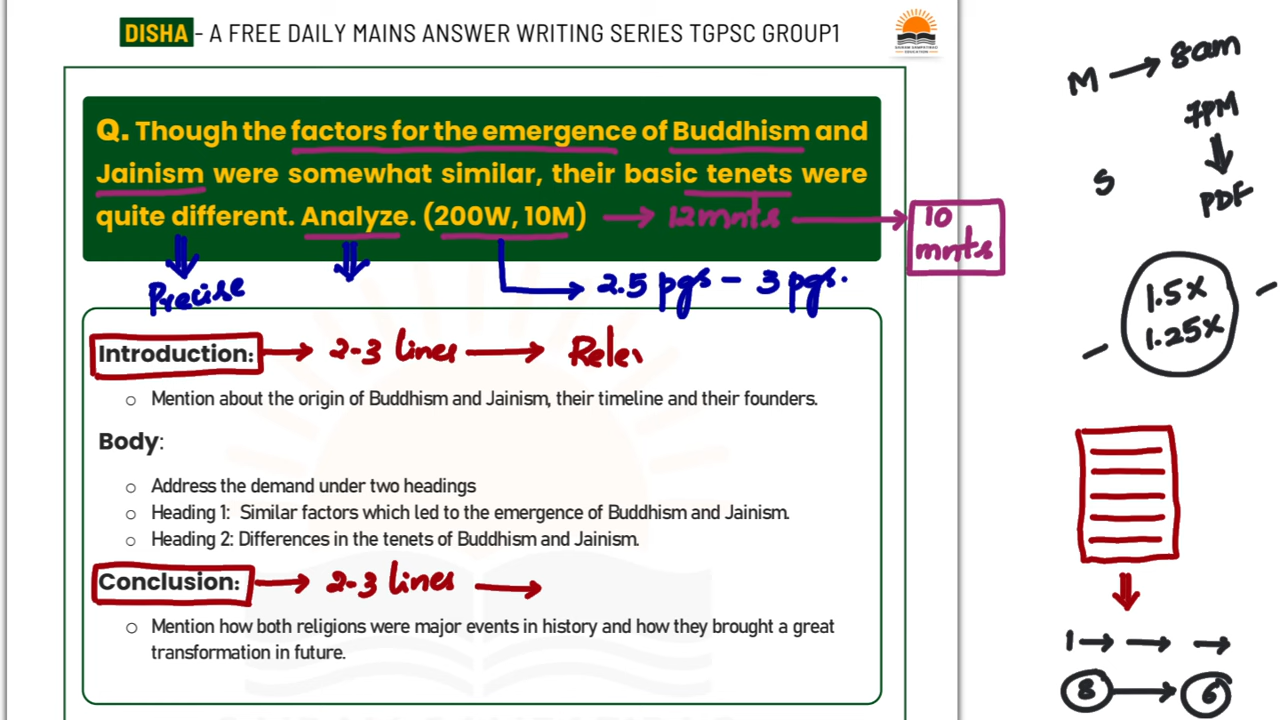 DISHA - A FREE DAILY MAINS ANSWER WRITING SERIES TGPSC GROUP1
Q. Though the factors for the emergence of Buddhism and
Jainism were somewhat similar, their basic tenets were
quite different. Analyze. (200W, 10M) → 12mnts → 10 mnts
Precise
2.5 pgs - 3 pgs.
Introduction: → 2-3 lines → Relev
○ Mention about the origin of Buddhism and Jainism, their timeline and their founders.
Body:
○ Address the demand under two headings
○ Heading 1: Similar factors which led to the emergence of Buddhism and Jainism.
○ Heading 2: Differences in the tenets of Buddhism and Jainism.
Conclusion: → 2-3 lines →
○ Mention how both religions were major events in history and how they brought a great
transformation in future.
M → 8am
7PM
S
PDF
1.5x
1.25x
1 → → →
8 → 6